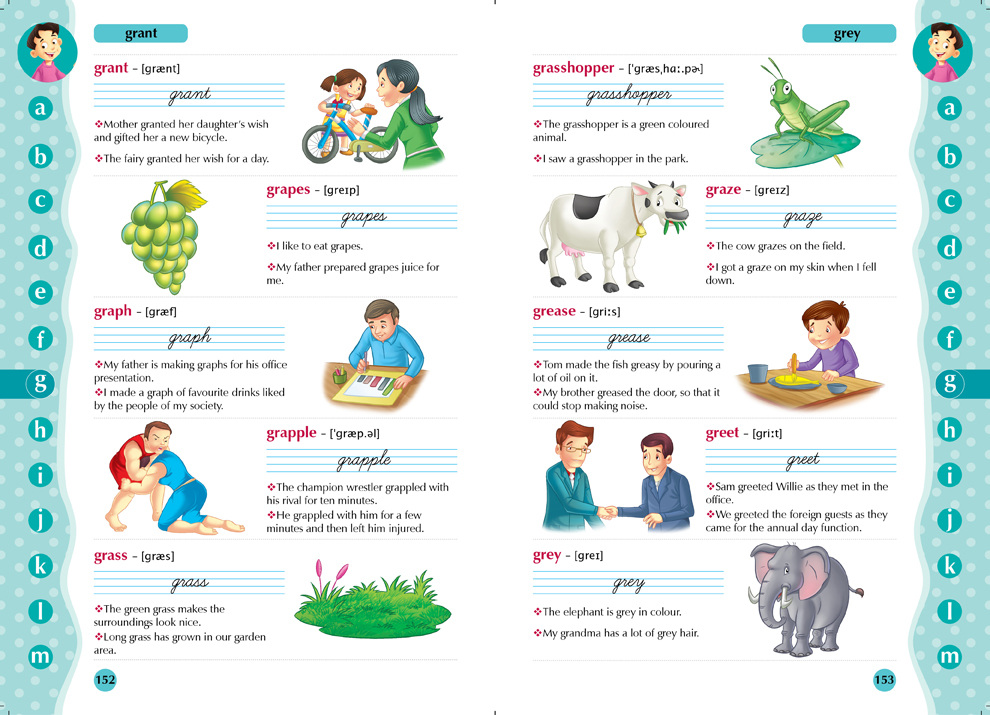 grant
grant – [grænt]
grant
❖Mother granted her daughter’s wish
and gifted her a new bicycle.
❖The fairy granted her wish for a day.
grapes – [greɪp]
grapes
❖I like to eat grapes.
❖My father prepared grapes juice for
me.
graph – [græf]
graph
❖My father is making graphs for his office
presentation.
❖I made a graph of favourite drinks liked
by the people of my society.
grapple – [ˈgræp.əl]
grapple
❖The champion wrestler grappled with
his rival for ten minutes.
❖He grappled with him for a few
minutes and then left him injured.
grass – [græs]
grass
❖The green grass makes the
surroundings look nice.
❖Long grass has grown in our garden
area.
152
a
b
c
d
e
f
g
h
i
j
k
l
m
grey
grasshopper – [ˈgræsˌhɑː.pɚ]
grasshopper
❖The grasshopper is a green coloured
animal.
❖I saw a grasshopper in the park.
graze – [greɪz]
graze
❖The cow grazes on the field.
❖I got a graze on my skin when I fell
down.
grease – [griːs]
grease
❖Tom made the fish greasy by pouring a
lot of oil on it.
❖My brother greased the door, so that it
could stop making noise.
greet – [griːt]
greet
❖Sam greeted Willie as they met in the
office.
❖We greeted the foreign guests as they
came for the annual day function.
grey – [greɪ]
grey
❖The elephant is grey in colour.
❖My grandma has a lot of grey hair.
153
a
b
c
d
e
f
g
h
i
j
k
l
m